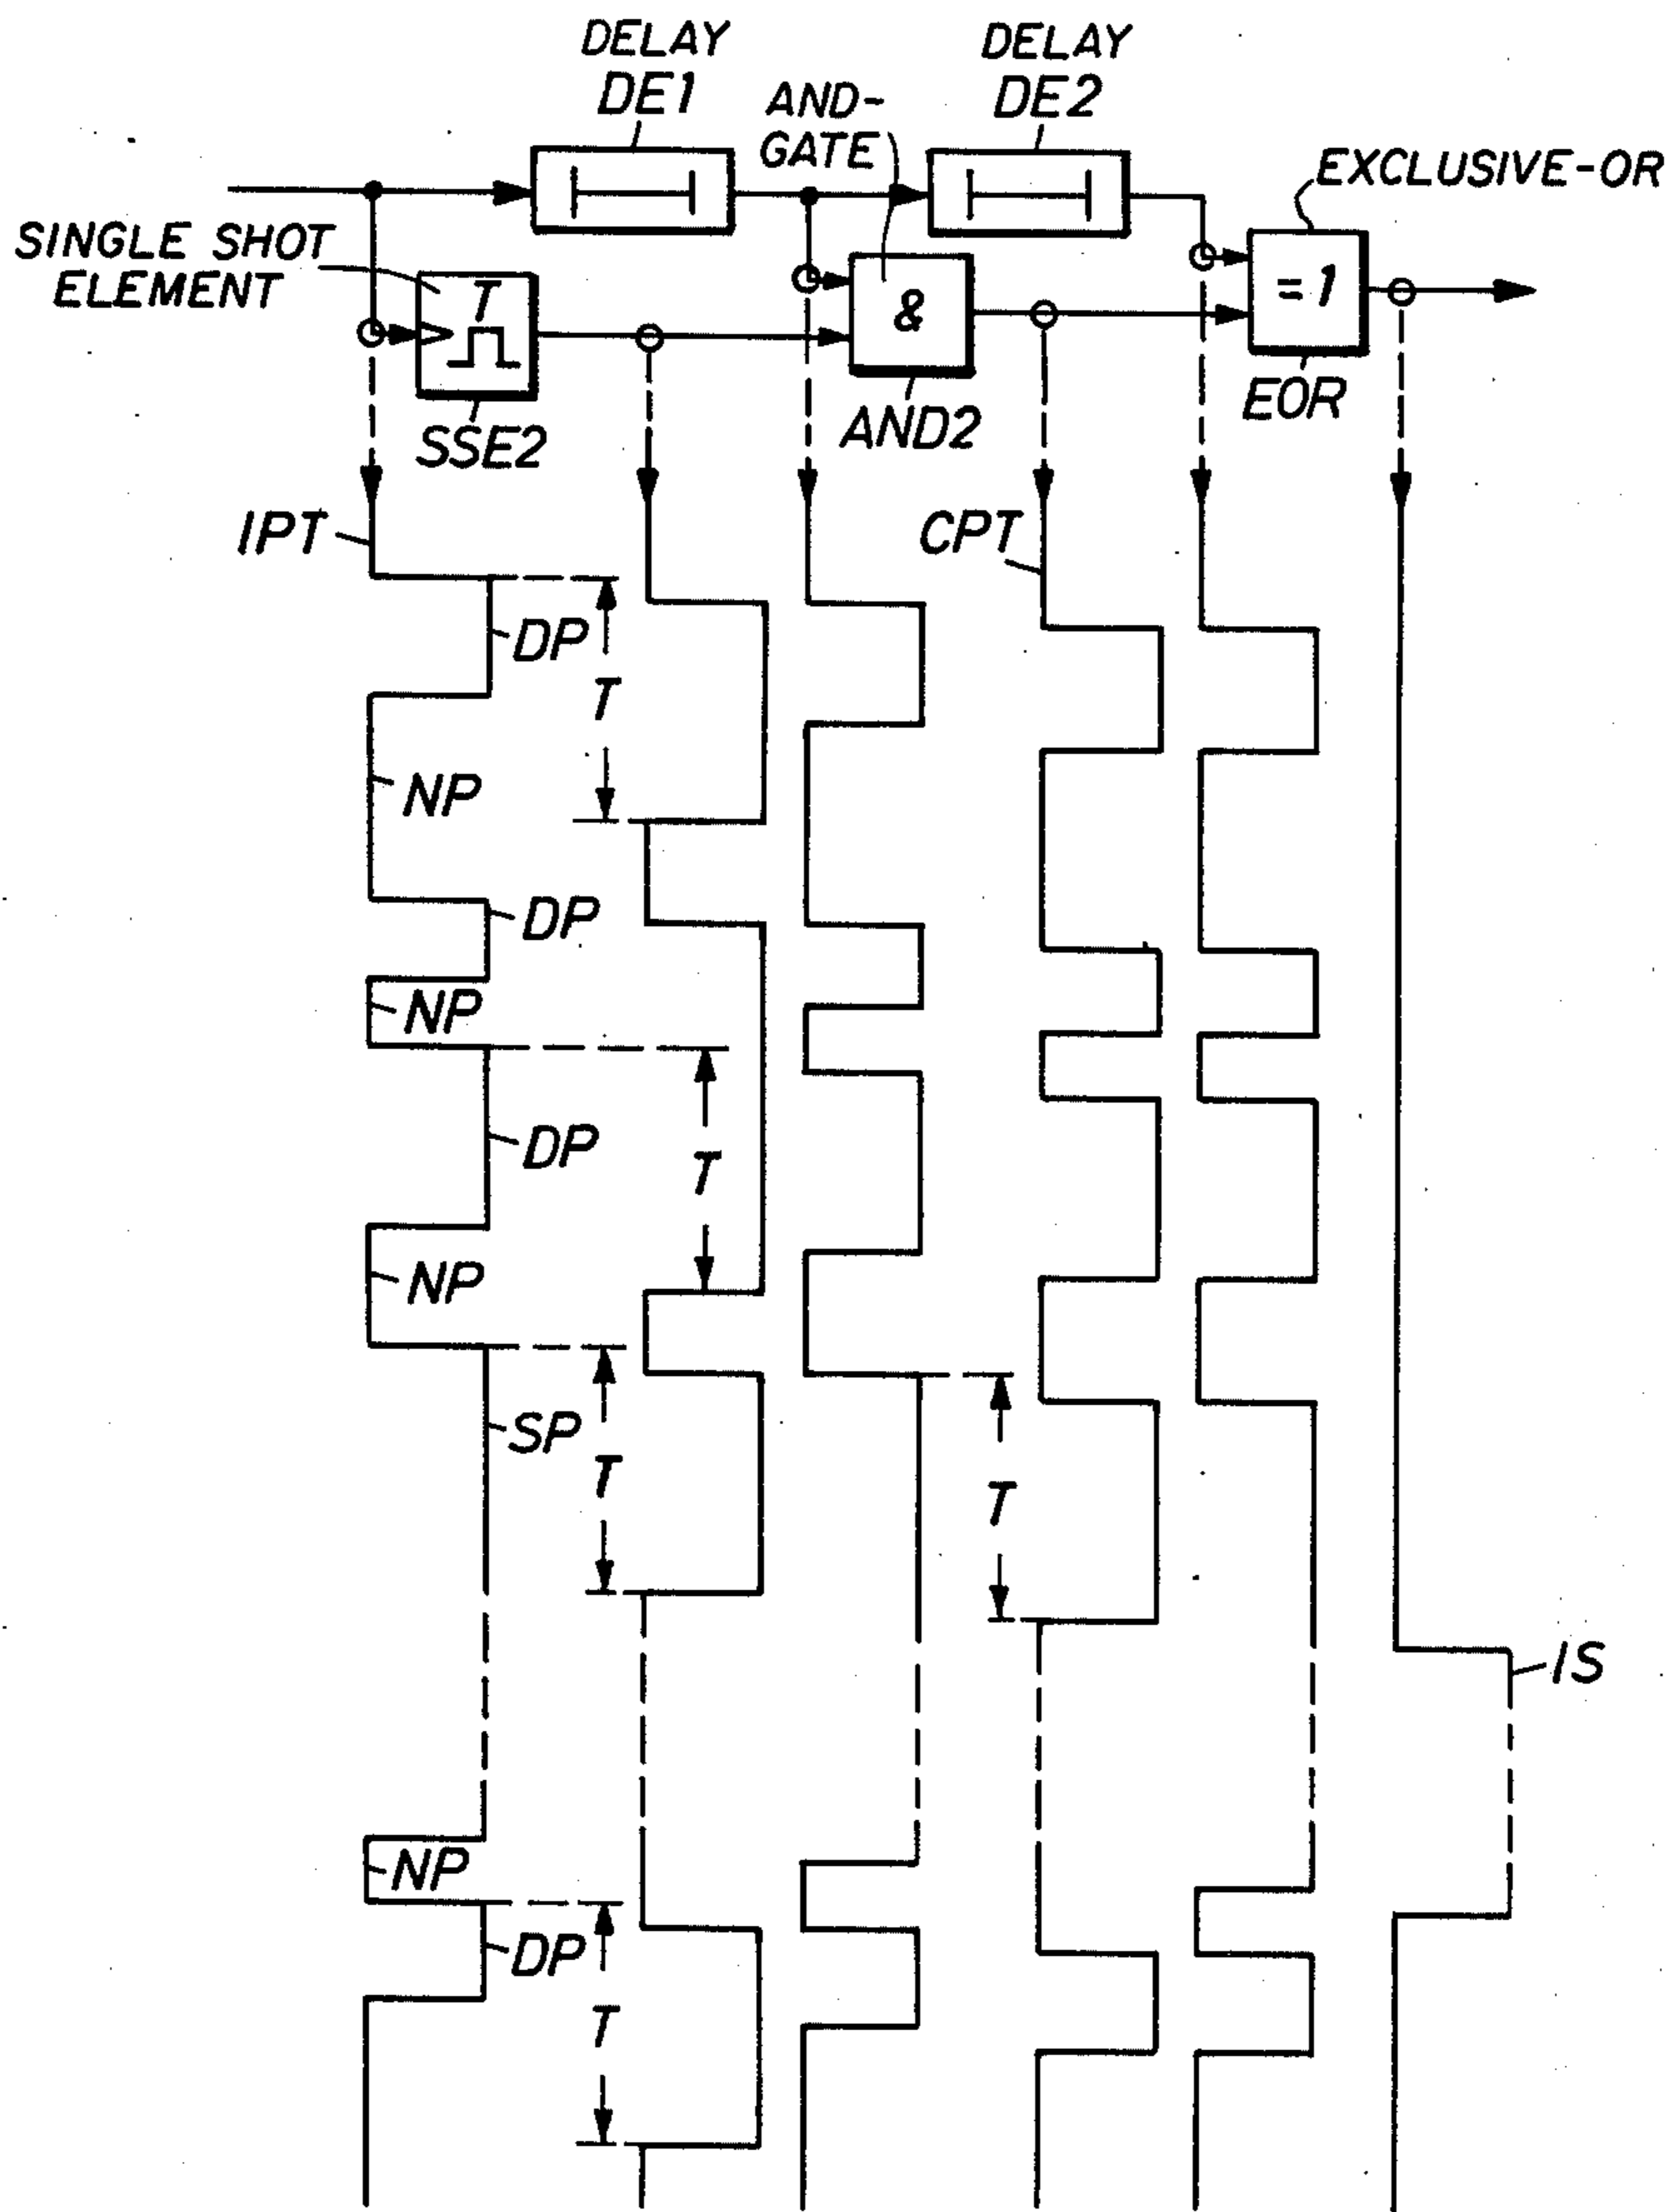 DELAY
DE1
DELAY
DE2
AND-
GATE
EXCLUSIVE-OR
SINGLE SHOT
ELEMENT
T
&
=1
SSE2
AND2
EOR
IPT
CPT
DP
T
NP
DP
NP
DP
T
NP
SP
T
T
IS
NP
DP
T